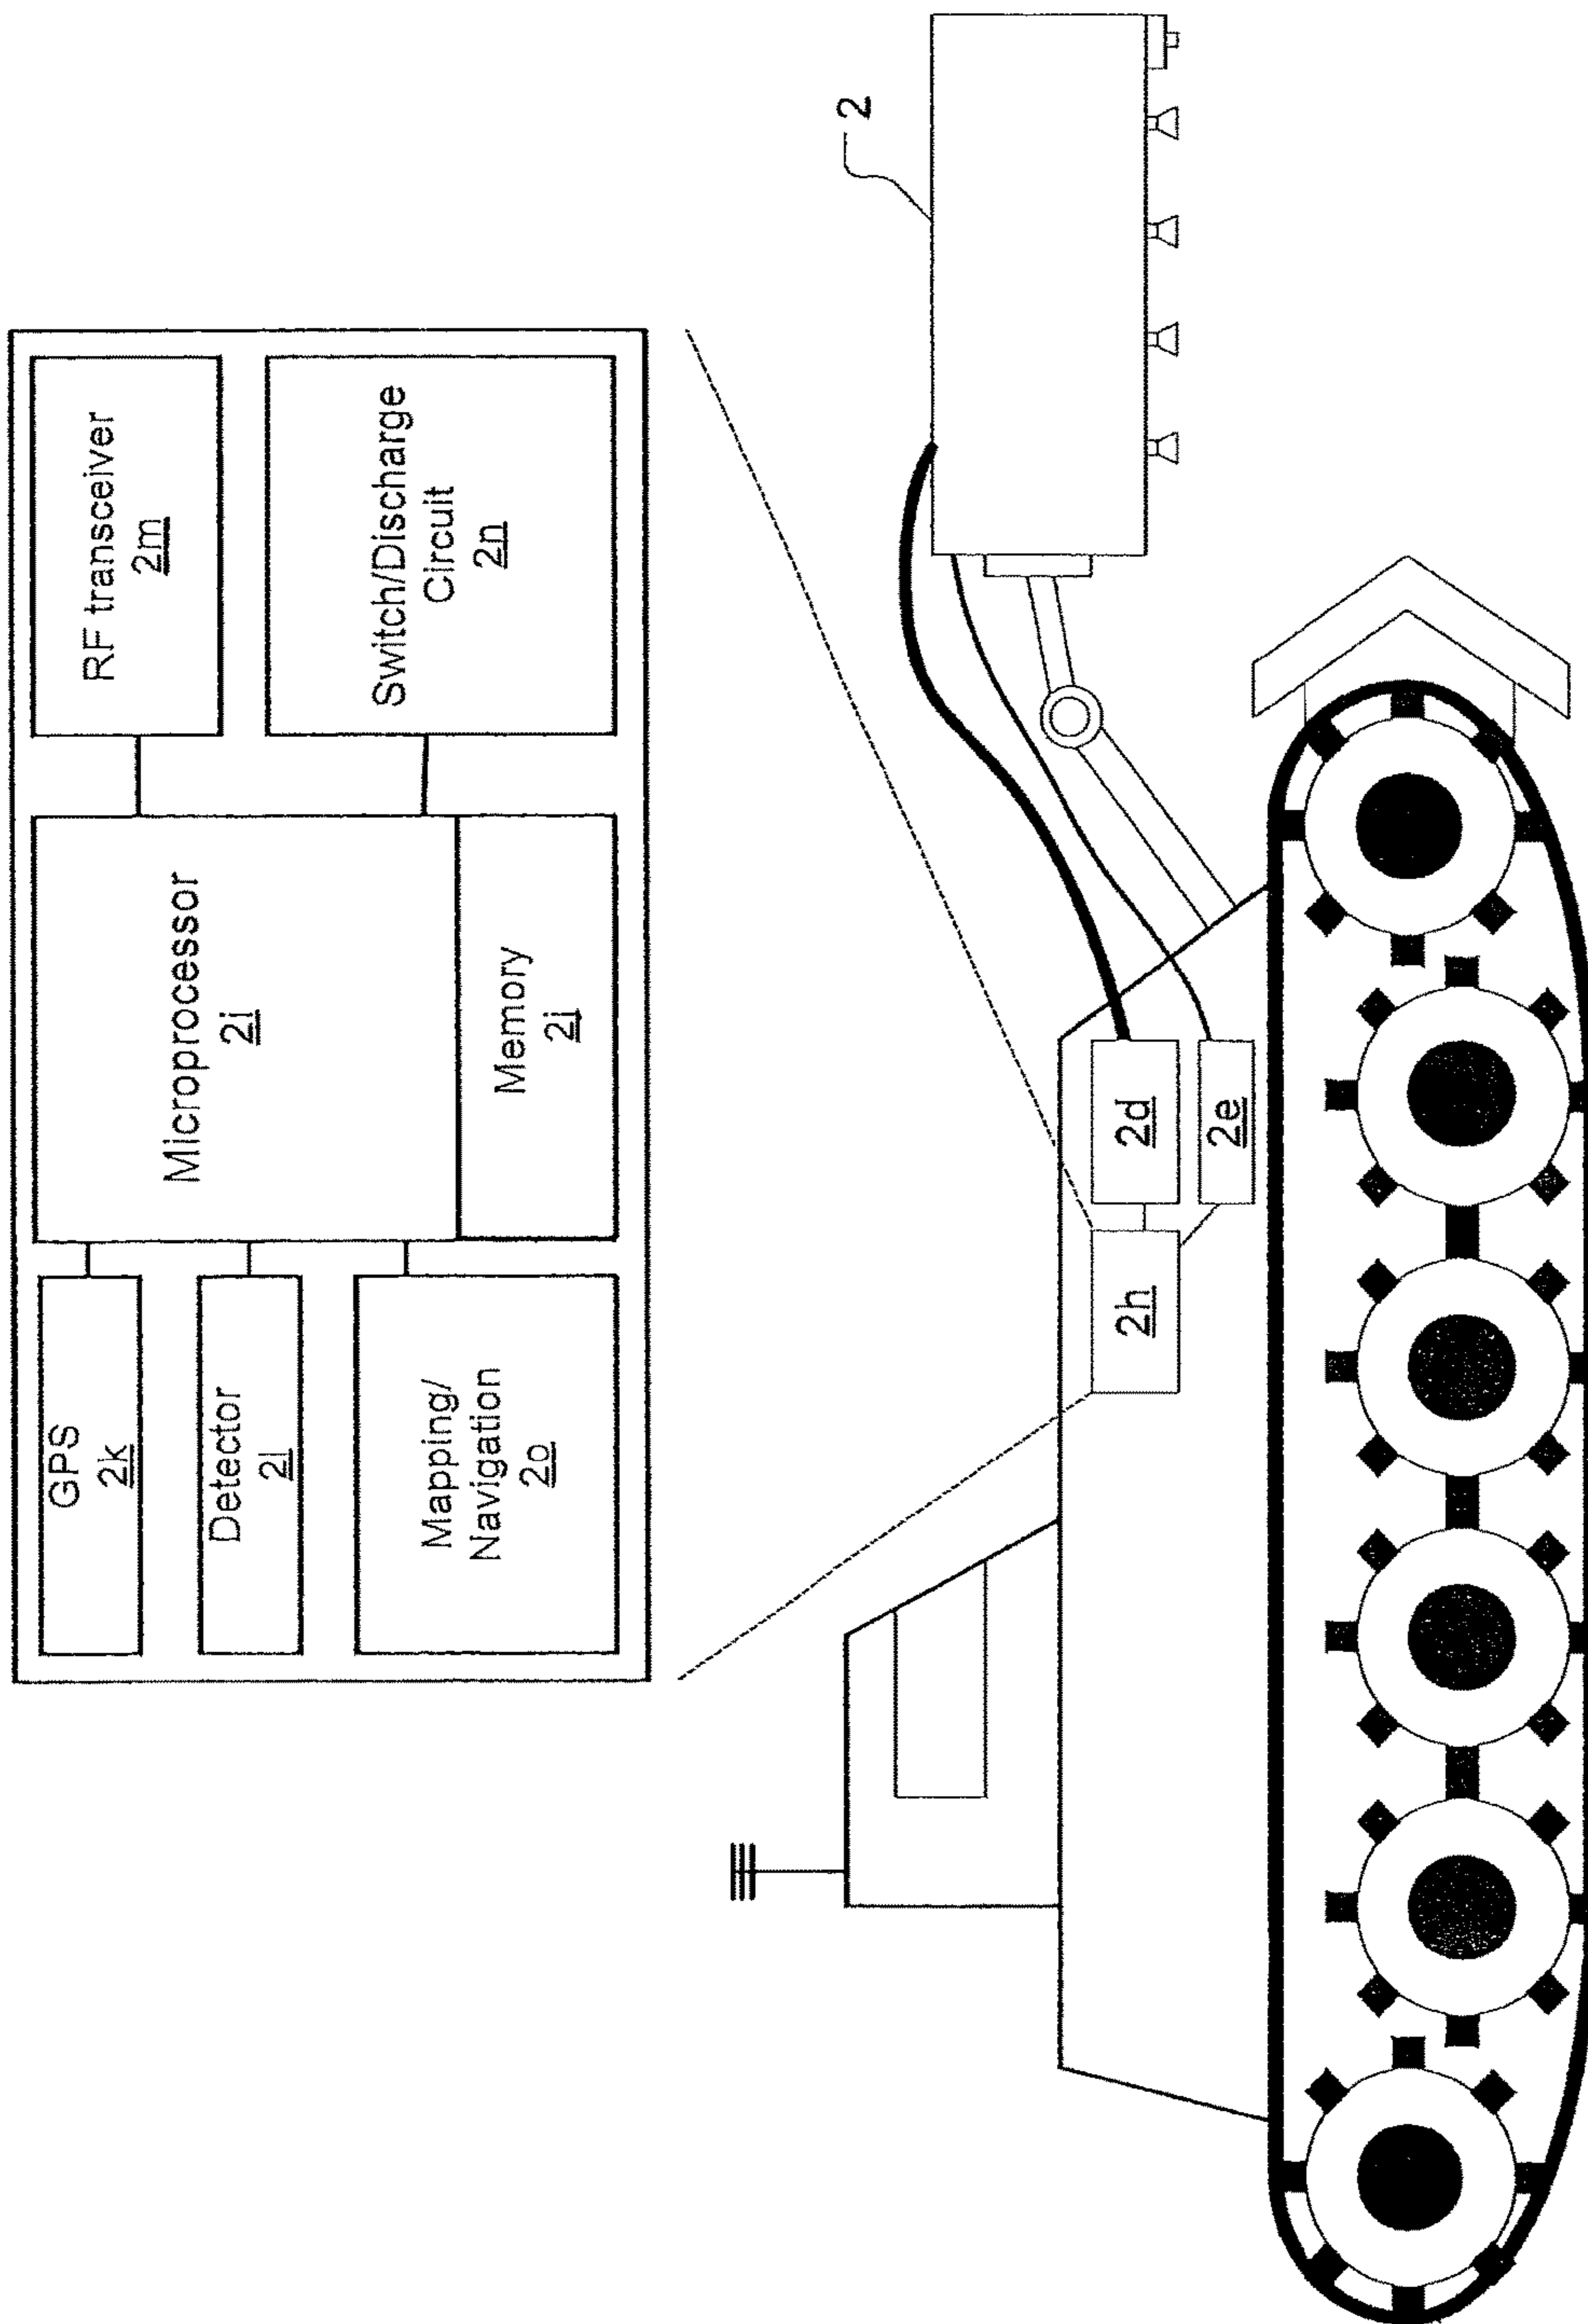 GPS
2k
Detector
2l
Mapping/
Navigation
2o
Microprocessor
2i
Memory
2j
RF transceiver
2m
Switch/Discharge
Circuit
2n
2
2h
2d
2e